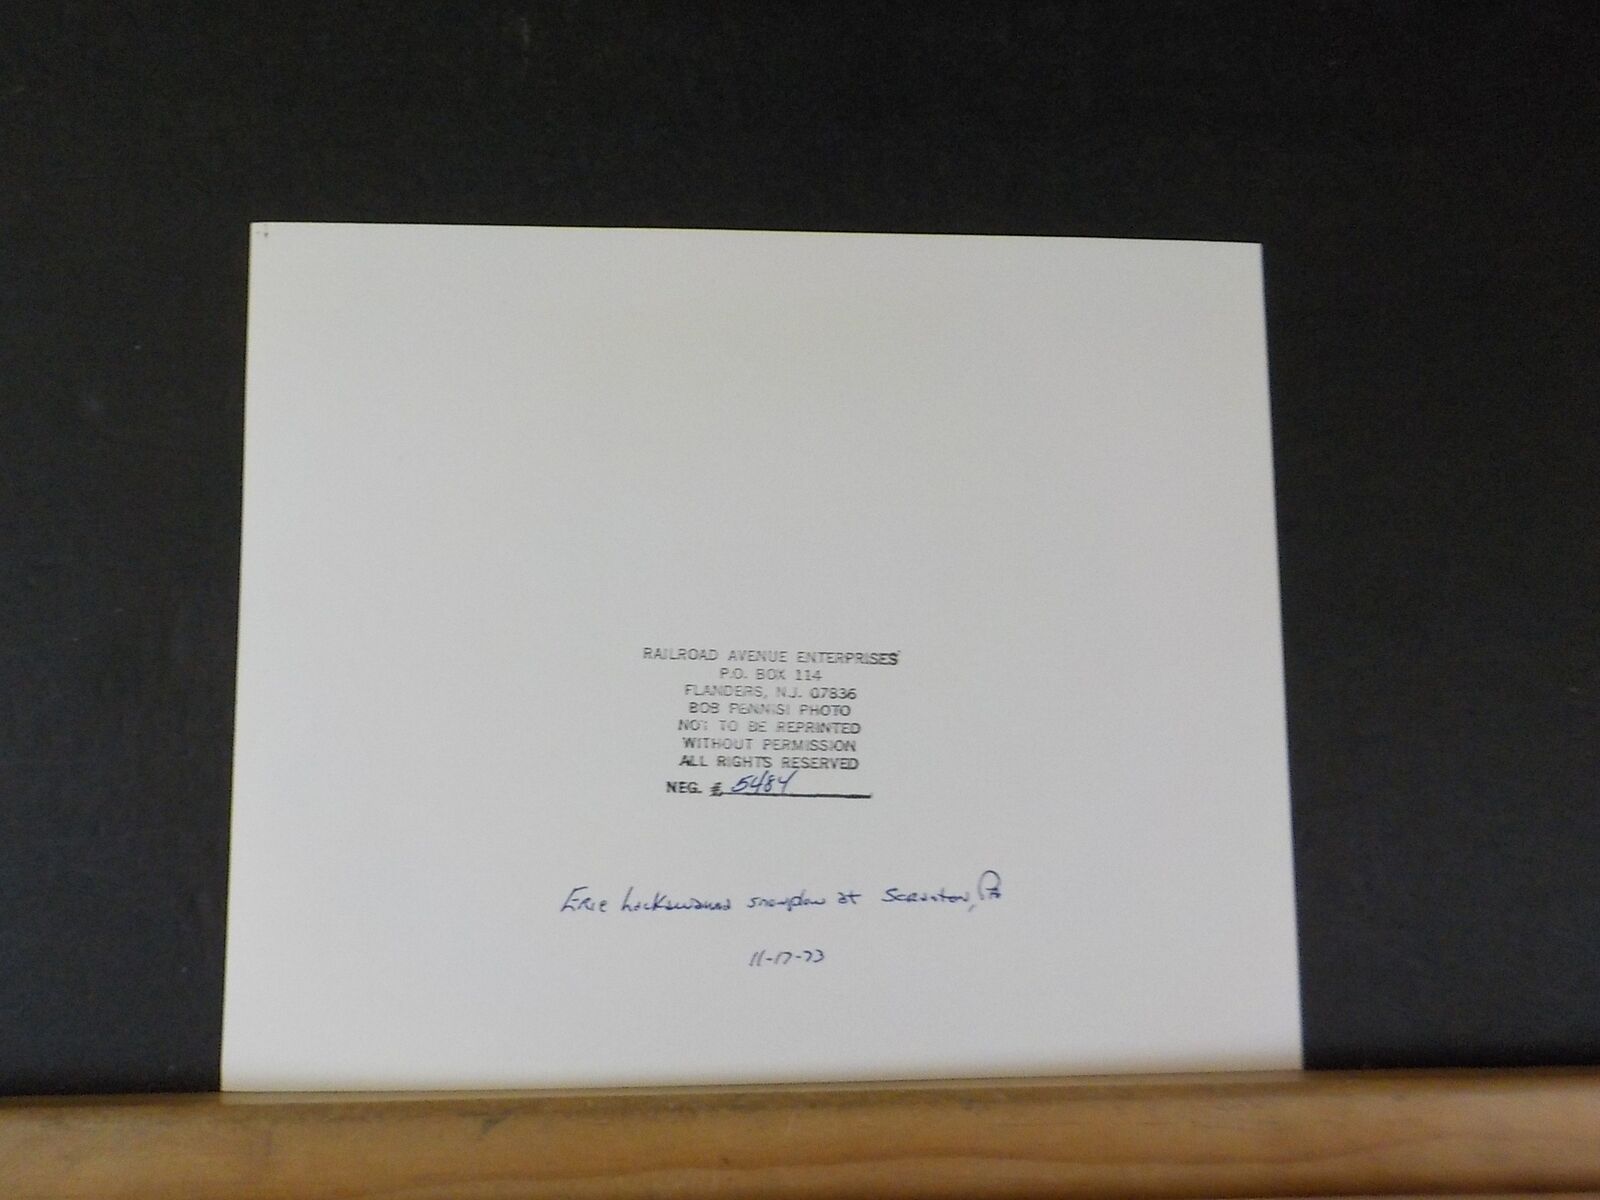 RAILROAD AVENUE ENTERPRISES
P.O. BOX 114
FLANDERS, N.J. 07836
BOB PENNISI PHOTO
NOT TO BE REPRINTED
WITHOUT PERMISSION
ALL RIGHTS RESERVED
NEG. # 5484
Erie Lackawanna snowplow at Scranton, Pa
11-17-73